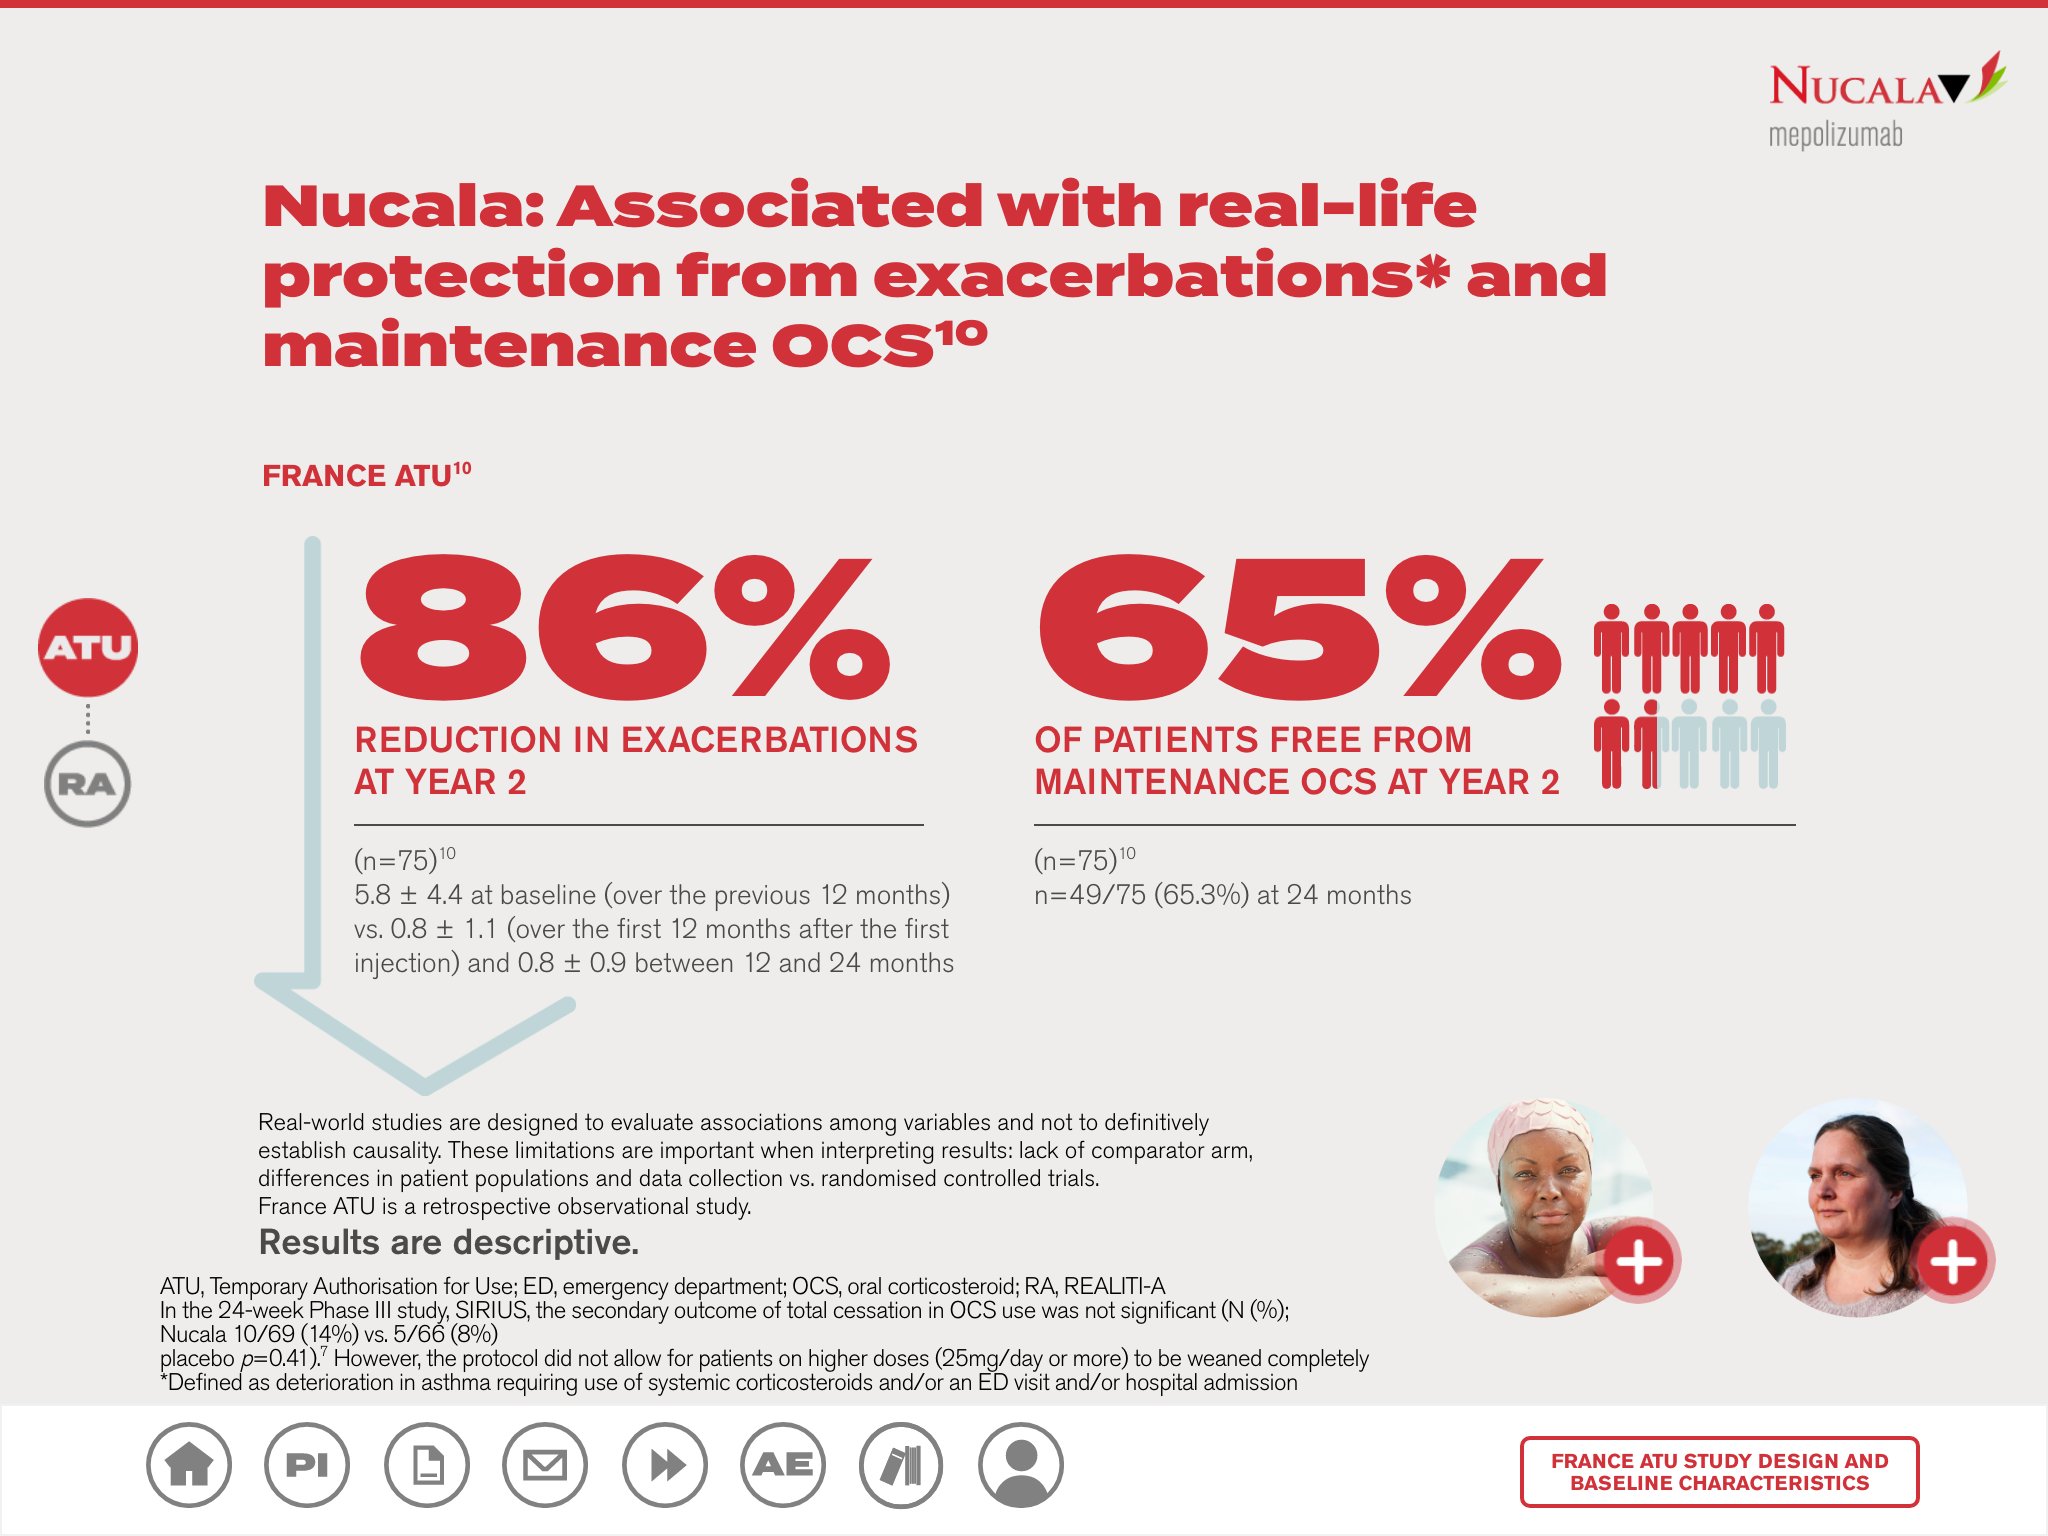 NUCALA
mepolizumab
Nucala: Associated with real-life
protection from exacerbations* and
maintenance OCS¹⁰
FRANCE ATU¹⁰
ATU
RA
86%
REDUCTION IN EXACERBATIONS
AT YEAR 2
(n=75)¹⁰
5.8 ± 4.4 at baseline (over the previous 12 months)
vs. 0.8 ± 1.1 (over the first 12 months after the first
injection) and 0.8 ± 0.9 between 12 and 24 months
65%
OF PATIENTS FREE FROM
MAINTENANCE OCS AT YEAR 2
(n=75)¹⁰
n=49/75 (65.3%) at 24 months
Real-world studies are designed to evaluate associations among variables and not to definitively
establish causality. These limitations are important when interpreting results: lack of comparator arm,
differences in patient populations and data collection vs. randomised controlled trials.
France ATU is a retrospective observational study.
Results are descriptive.
ATU, Temporary Authorisation for Use; ED, emergency department; OCS, oral corticosteroid; RA, REALITI-A
In the 24-week Phase III study, SIRIUS, the secondary outcome of total cessation in OCS use was not significant (N (%);
Nucala 10/69 (14%) vs. 5/66 (8%)
placebo p=0.41).⁷ However, the protocol did not allow for patients on higher doses (25mg/day or more) to be weaned completely
*Defined as deterioration in asthma requiring use of systemic corticosteroids and/or an ED visit and/or hospital admission
PI
AE
FRANCE ATU STUDY DESIGN AND
BASELINE CHARACTERISTICS